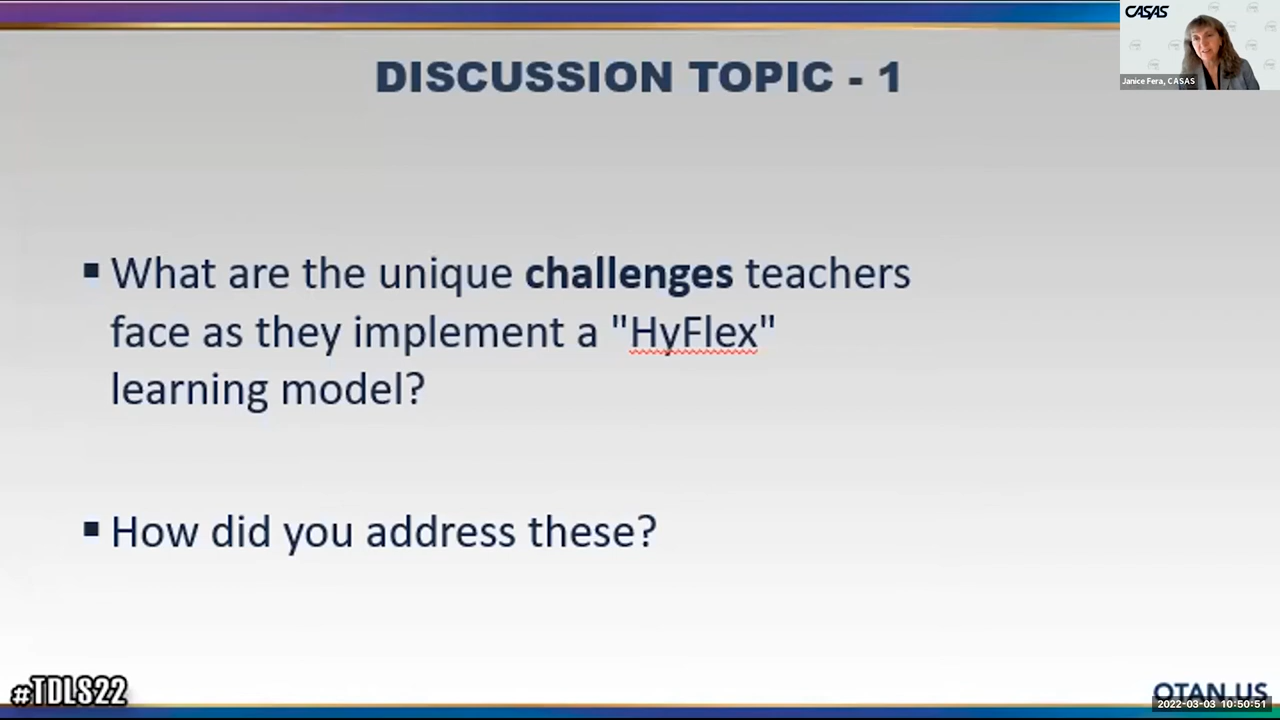 CASAS
Janice Fera, CASAS
DISCUSSION TOPIC - 1
▪ What are the unique challenges teachers
face as they implement a "HyFlex"
learning model?
▪ How did you address these?
#TDLS22
OTAN.US
2022-03-03 10:50:51